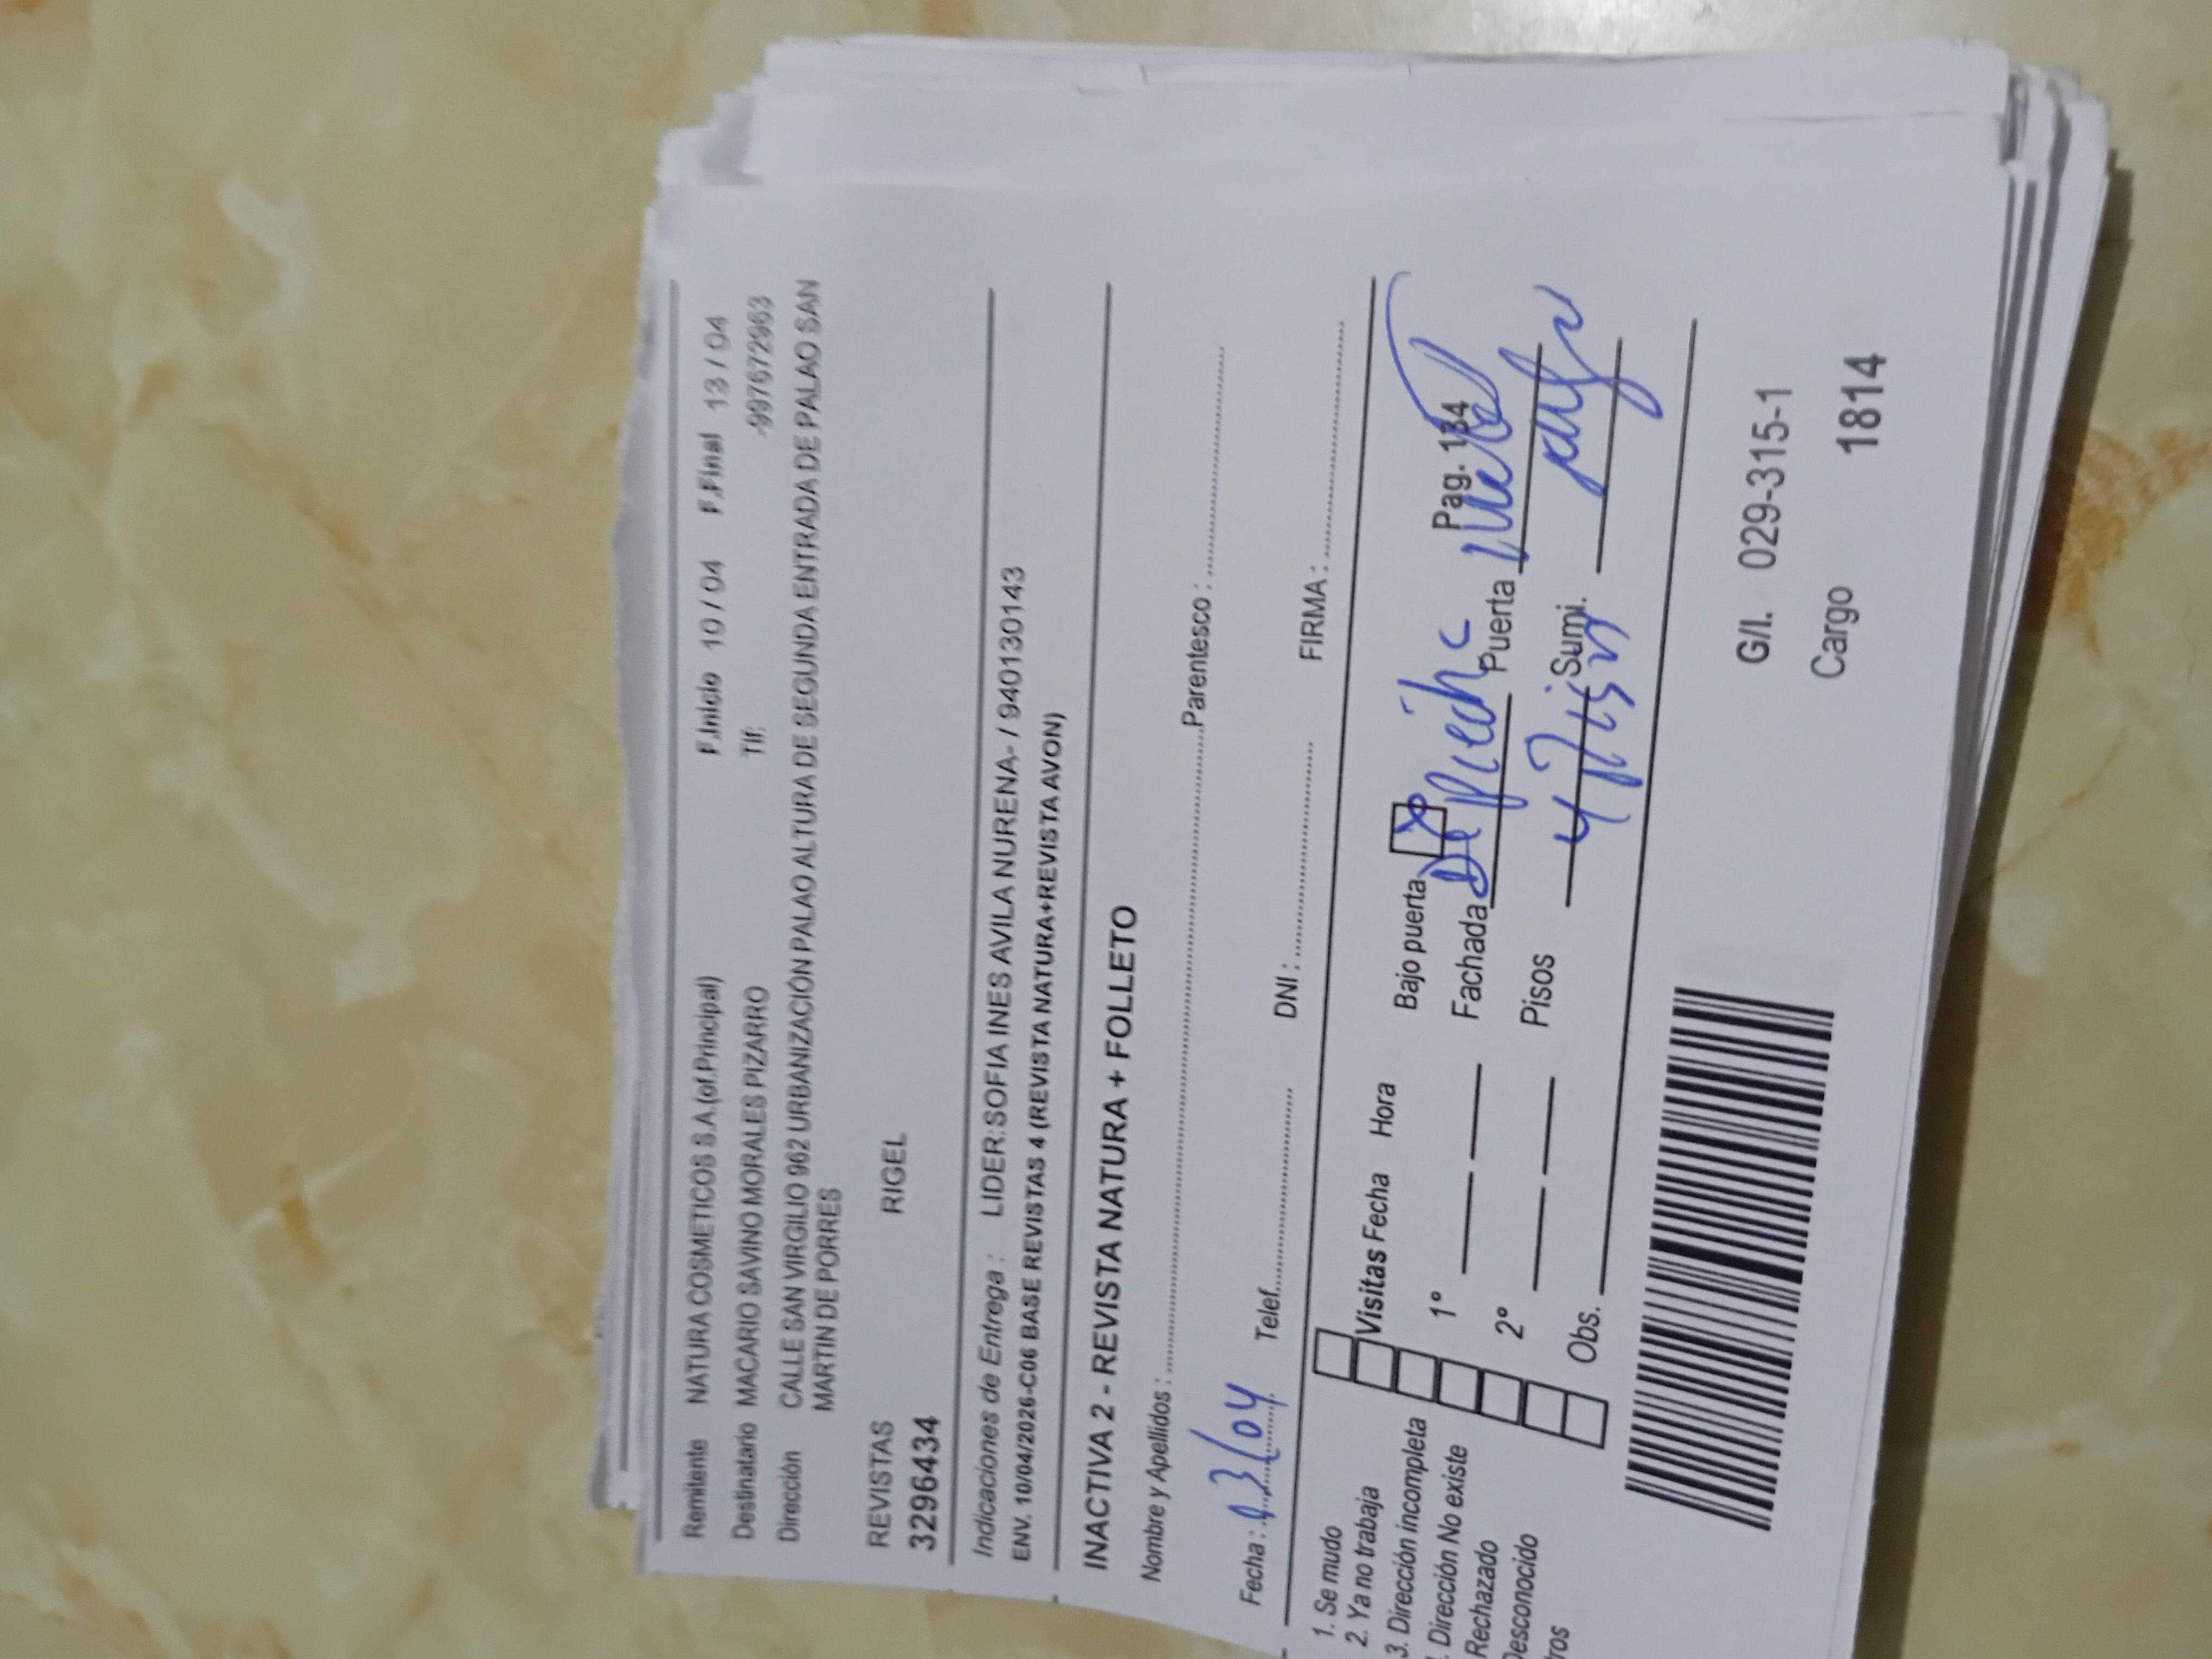 Remitente NATURA COSMETICOS S.A.(of.Principal) F.Inicio 10 / 04 F.Final 13 / 04
Destinatario MACARIO SAVINO MORALES PIZARRO Tlf. -997672963
Dirección CALLE SAN VIRGILIO 962 URBANIZACIÓN PALAO ALTURA DE SEGUNDA ENTRADA DE PALAO SAN
MARTIN DE PORRES
REVISTAS RIGEL
3296434
Indicaciones de Entrega : LIDER:SOFIA INES AVILA NURENA- / 940130143
ENV. 10/04/2026-C06 BASE REVISTAS 4 (REVISTA NATURA+REVISTA AVON)
INACTIVA 2 - REVISTA NATURA + FOLLETO
Nombre y Apellidos : Parentesco :
Fecha : 13/04 Telef. DNI : FIRMA :
1. Se mudo
2. Ya no trabaja
3. Dirección incompleta
. Dirección No existe
Rechazado
Desconocido
tros
Visitas Fecha Hora
1°
2°
Obs.
Bajo puerta X Pag. 134
Fachada De Puerta
Pisos 4 Piso Sumi.
G/I. 029-315-1
Cargo 1814